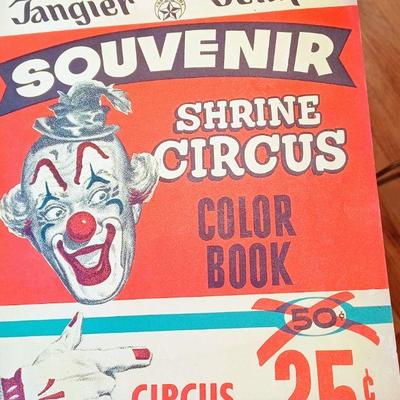 Tangier
SOUVENIR
SHRINE
CIRCUS
COLOR
BOOK
50¢
CIRCUS 25¢